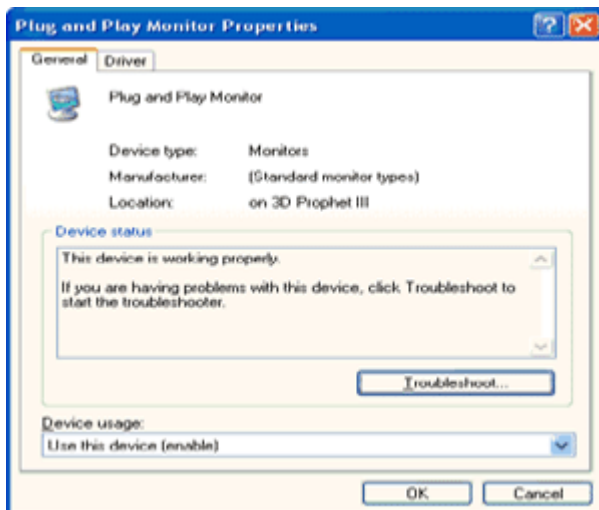 Plug and Play Monitor Properties
General Driver
Plug and Play Monitor
Device type: Monitors
Manufacturer: (Standard monitor types)
Location: on 3D Prophet III
Device status
This device is working properly.
If you are having problems with this device, click Troubleshoot to
start the troubleshooter.
Troubleshoot...
Device usage:
Use this device (enable)
OK Cancel